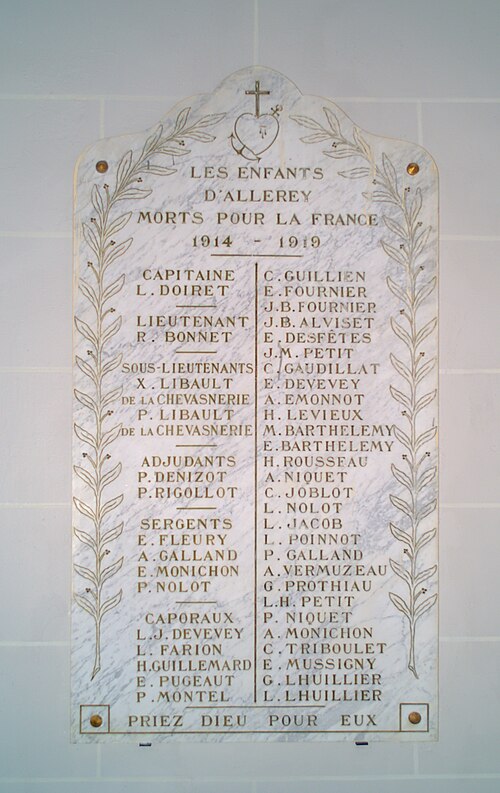 LES ENFANTS
D'ALLEREY
MORTS POUR LA FRANCE
1914 - 1919
CAPITAINE
L. DOIRET
LIEUTENANT
R. BONNET
SOUS-LIEUTENANTS
X. LIBAULT
DE LA CHEVASNERIE
P. LIBAULT
DE LA CHEVASNERIE
ADJUDANTS
P. DENIZOT
P. RIGOLLOT
SERGENTS
E. FLEURY
A. GALLAND
E. MONICHON
P. NOLOT
CAPORAUX
L.J. DEVEVEY
L. FARION
H. GUILLEMARD
E. PUGEAUT
P. MONTEL
C. GUILLIEN
E. FOURNIER
J.B. FOURNIER
J.B. ALVISET
E. DESFÊTES
J.M. PETIT
C. GAUDILLAT
E. DEVEVEY
A. EMONNOT
H. LEVIEUX
M. BARTHELEMY
E. BARTHELEMY
H. ROUSSEAU
A. NIQUET
C. JOBLOT
L. NOLOT
L. JACOB
L. POINNOT
P. GALLAND
A. VERMUZEAU
G. PROTHIAU
L.H. PETIT
P. NIQUET
A. MONICHON
C. TRIBOULET
E. MUSSIGNY
G. LHUILLIER
L. LHUILLIER
PRIEZ DIEU POUR EUX